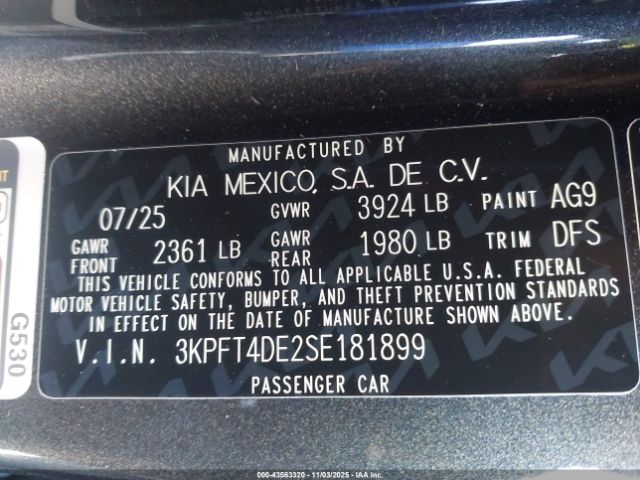 MANUFACTURED BY
KIA MEXICO, S.A. DE C.V.
07/25 GVWR 3924 LB PAINT AG9
GAWR FRONT 2361 LB GAWR REAR 1980 LB TRIM DFS
THIS VEHICLE CONFORMS TO ALL APPLICABLE U.S.A. FEDERAL
MOTOR VEHICLE SAFETY, BUMPER, AND THEFT PREVENTION STANDARDS
IN EFFECT ON THE DATE OF MANUFACTURE SHOWN ABOVE.
V.I.N. 3KPFT4DE2SE181899
PASSENGER CAR
G530
000-43563320 - 11/03/2025 - IAAI.COM